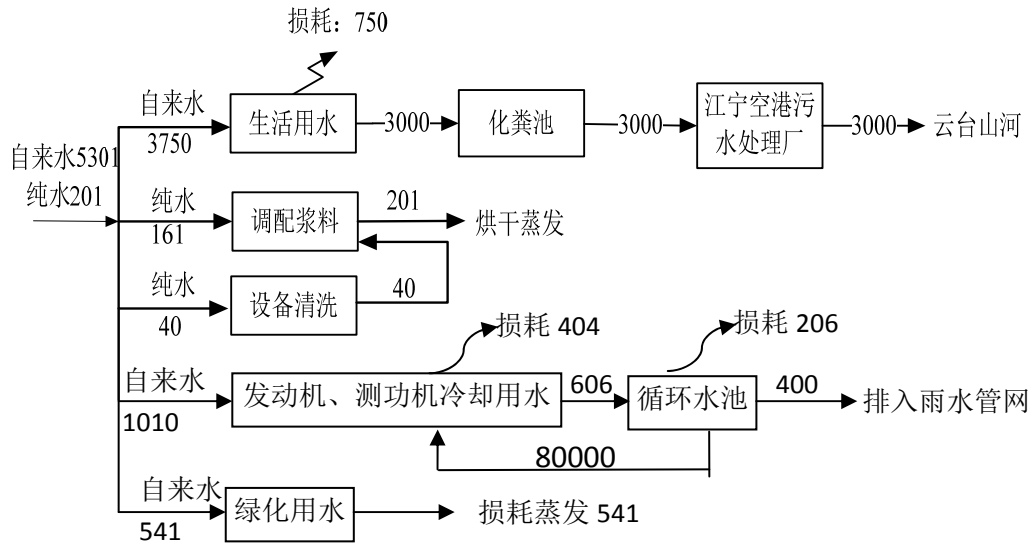 损耗：750
自来水
3750
生活用水
3000
化粪池
3000
江宁空港污
水处理厂
3000
云台山河
自来水5301
纯水201
纯水
161
调配浆料
201
烘干蒸发
纯水
40
设备清洗
40
自来水
1010
发动机、测功机冷却用水
损耗 404
606
循环水池
损耗 206
400
排入雨水管网
80000
自来水
541
绿化用水
损耗蒸发 541